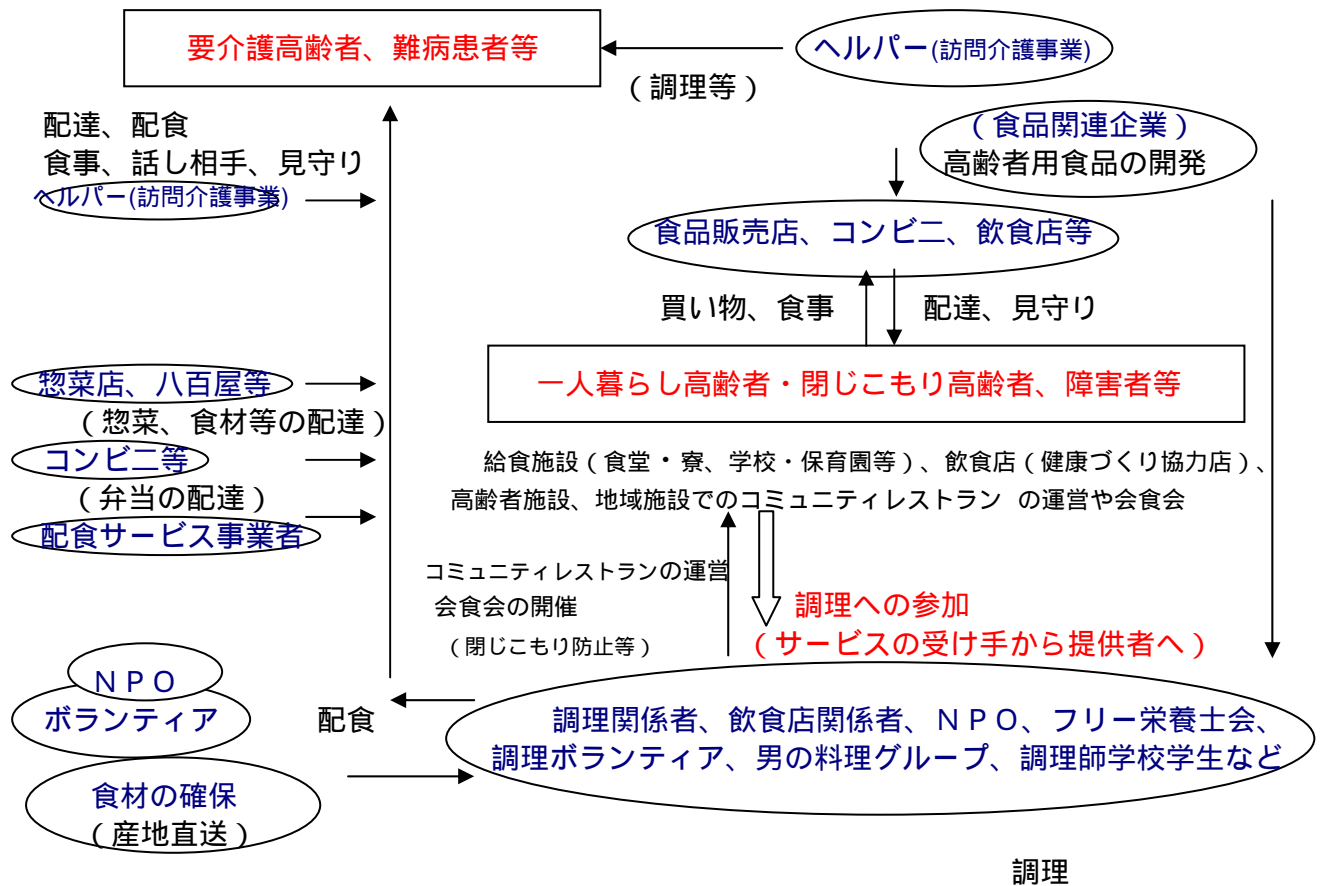 要介護高齢者、難病患者等
ヘルパー(訪問介護事業)
(調理等)
配達、配食
食事、話し相手、見守り
ヘルパー(訪問介護事業)
(食品関連企業)
高齢者用食品の開発
食品販売店、コンビニ、飲食店等
買い物、食事
配達、見守り
一人暮らし高齢者・閉じこもり高齢者、障害者等
惣菜店、八百屋等
(惣菜、食材等の配達)
コンビニ等
(弁当の配達)
配食サービス事業者
給食施設(食堂・寮、学校・保育園等)、飲食店(健康づくり協力店)、
高齢者施設、地域施設でのコミュニティレストラン の運営や会食会
コミュニティレストランの運営
会食会の開催
(閉じこもり防止等)
調理への参加
(サービスの受け手から提供者へ)
NPO
ボランティア
配食
調理関係者、飲食店関係者、NPO、フリー栄養士会、
調理ボランティア、男の料理グループ、調理師学校学生など
食材の確保
(産地直送)
調理